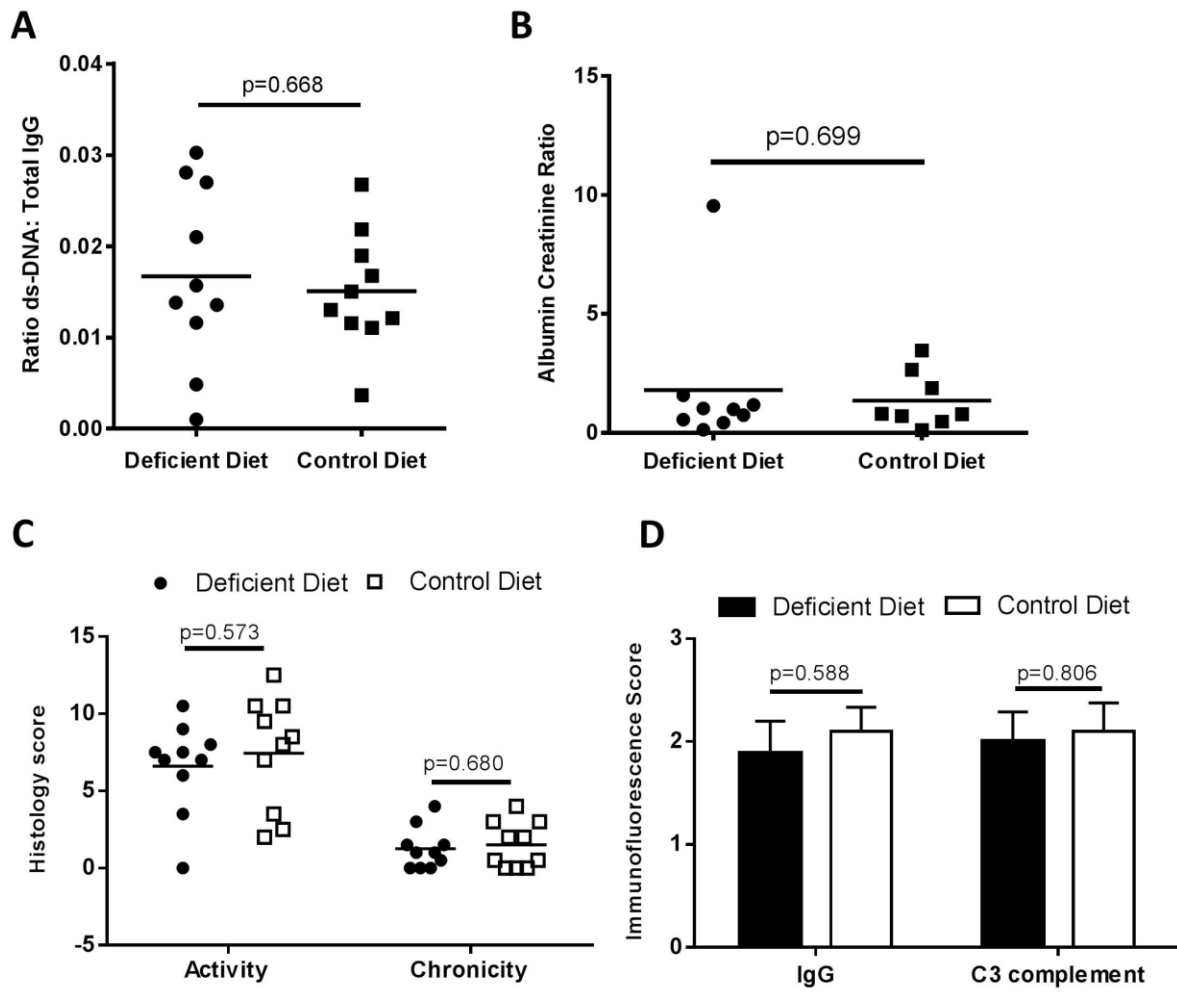 A
0.04
0.03
0.02
0.01
0.00
Ratio ds-DNA: Total IgG
p=0.668
Deficient Diet Control Diet
B
15
10
5
0
Albumin Creatinine Ratio
p=0.699
Deficient Diet Control Diet
C
Deficient Diet Control Diet
15
10
5
0
-5
Histology score
p=0.573
p=0.680
Activity Chronicity
D
Deficient Diet Control Diet
3
2
1
0
Immunofluorescence Score
p=0.588
p=0.806
IgG C3 complement